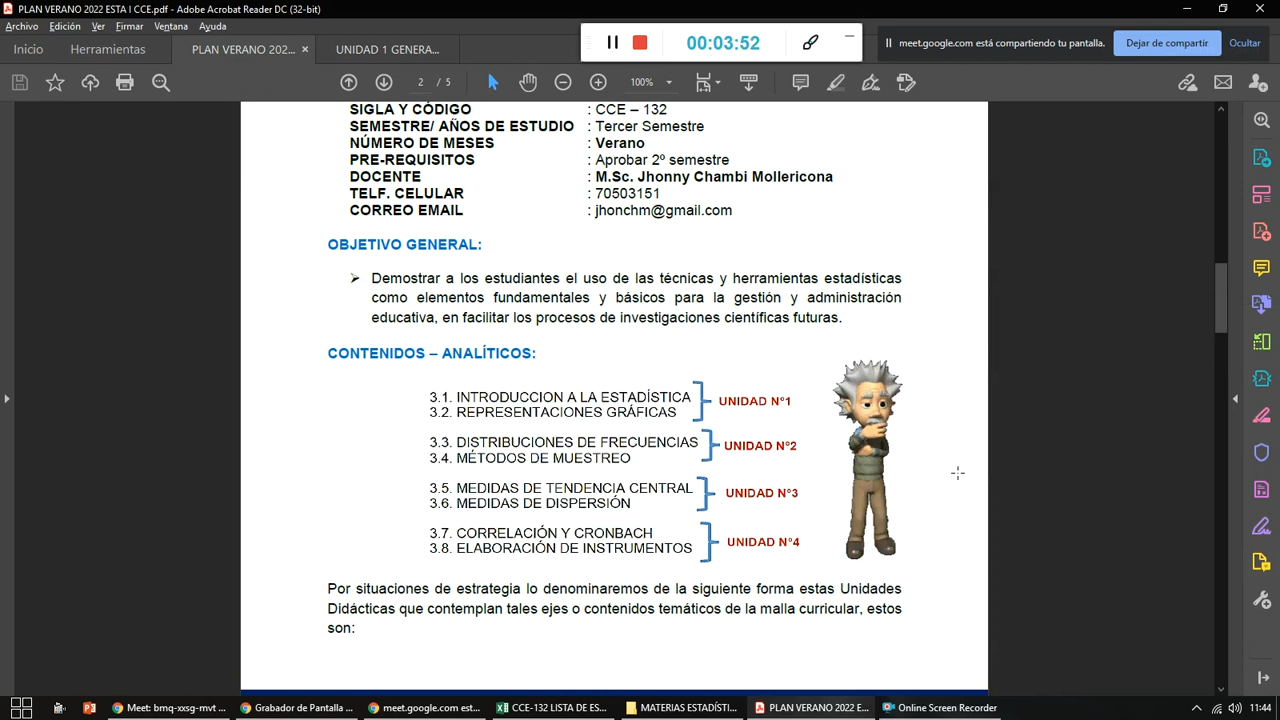 PLAN VERANO 2022 ESTA I CCE.pdf - Adobe Acrobat Reader DC (32-bit)
Archivo Edición Ver Firmar Ventana Ayuda
Inicio Herramientas PLAN VERANO 202... × UNIDAD 1 GENERA...
00:03:52
meet.google.com está compartiendo tu pantalla. Dejar de compartir Ocultar
2 / 5 100%
SIGLA Y CÓDIGO : CCE – 132
SEMESTRE/ AÑOS DE ESTUDIO : Tercer Semestre
NÚMERO DE MESES : Verano
PRE-REQUISITOS : Aprobar 2º semestre
DOCENTE : M.Sc. Jhonny Chambi Mollericona
TELF. CELULAR : 70503151
CORREO EMAIL : jhonchm@gmail.com
OBJETIVO GENERAL:
➢ Demostrar a los estudiantes el uso de las técnicas y herramientas estadísticas
como elementos fundamentales y básicos para la gestión y administración
educativa, en facilitar los procesos de investigaciones científicas futuras.
CONTENIDOS – ANALÍTICOS:
3.1. INTRODUCCION A LA ESTADÍSTICA
3.2. REPRESENTACIONES GRÁFICAS
UNIDAD N°1
3.3. DISTRIBUCIONES DE FRECUENCIAS
3.4. MÉTODOS DE MUESTREO
UNIDAD N°2
3.5. MEDIDAS DE TENDENCIA CENTRAL
3.6. MEDIDAS DE DISPERSIÓN
UNIDAD N°3
3.7. CORRELACIÓN Y CRONBACH
3.8. ELABORACIÓN DE INSTRUMENTOS
UNIDAD N°4
Por situaciones de estrategia lo denominaremos de la siguiente forma estas Unidades
Didácticas que contemplan tales ejes o contenidos temáticos de la malla curricular, estos
son:
Meet: bmq-xxsg-mvt ... Grabador de Pantalla ... meet.google.com est... CCE-132 LISTA DE ES... MATERIAS ESTADÍST... PLAN VERANO 2022 E... Online Screen Recorder 11:44